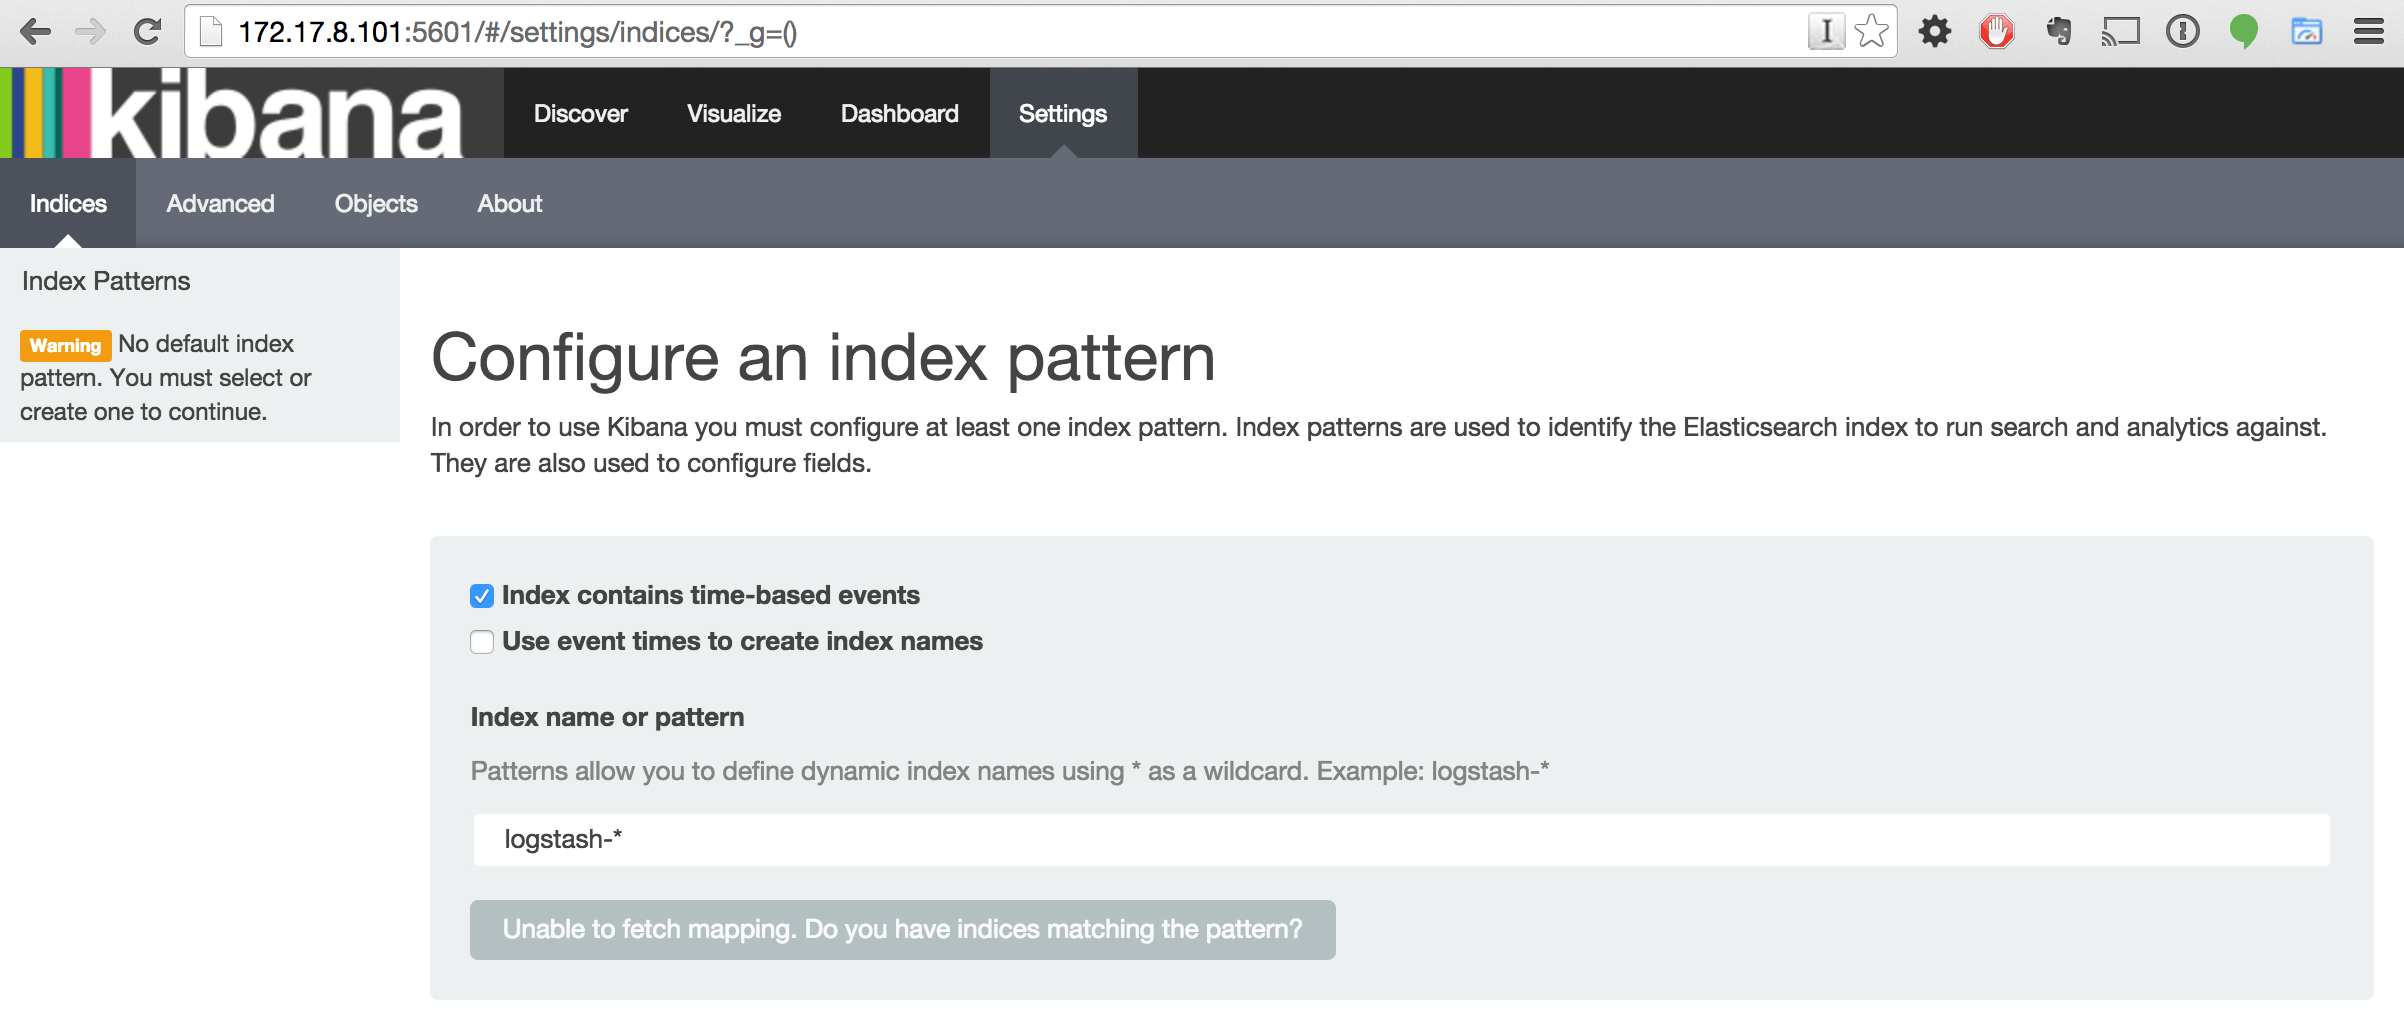 172.17.8.101:5601/#/settings/indices/?_g=()
kibana
Discover Visualize Dashboard Settings
Indices Advanced Objects About
Index Patterns
Warning No default index
pattern. You must select or
create one to continue.
Configure an index pattern
In order to use Kibana you must configure at least one index pattern. Index patterns are used to identify the Elasticsearch index to run search and analytics against.
They are also used to configure fields.
Index contains time-based events
Use event times to create index names
Index name or pattern
Patterns allow you to define dynamic index names using * as a wildcard. Example: logstash-*
logstash-*
Unable to fetch mapping. Do you have indices matching the pattern?